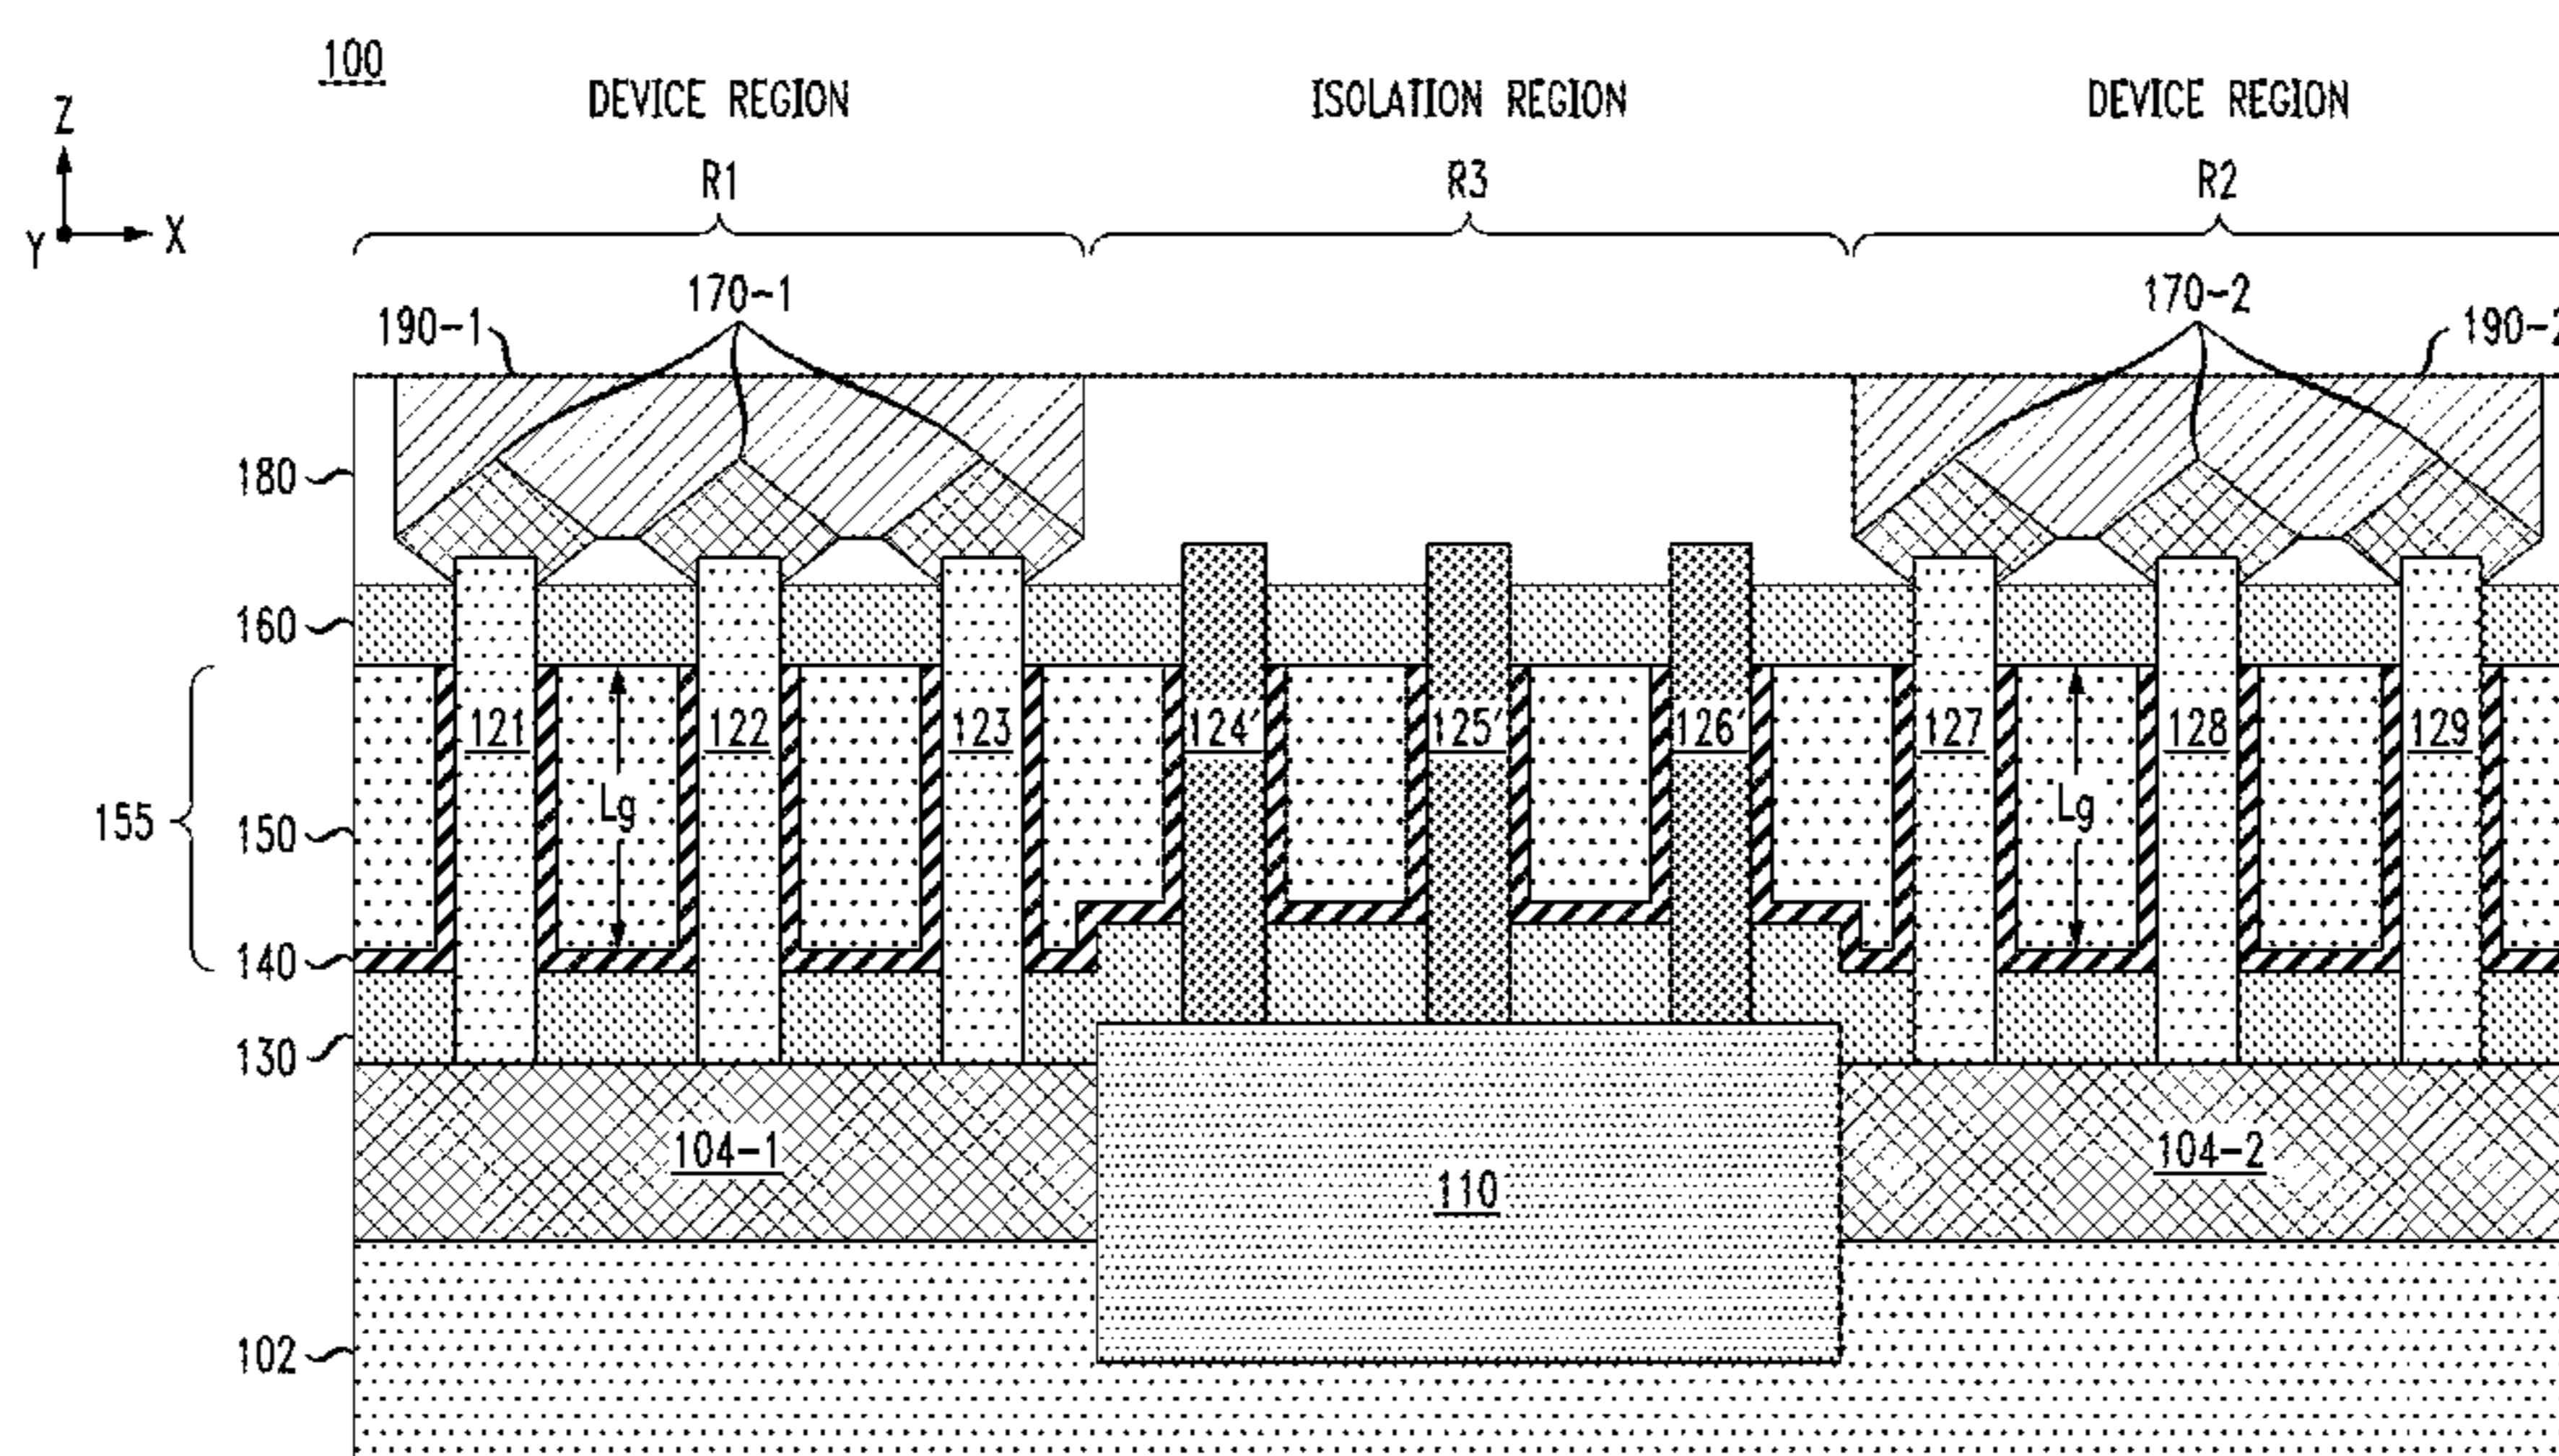 100
DEVICE REGION ISOLATION REGION DEVICE REGION
Z
R1 R3 R2
Y X
170-1 170-2
190-1 190-2
180
160
121 122 123 124′ 125′ 126′ 127 128 129
155 150 Lg Lg
140
130
104-1 104-2
110
102